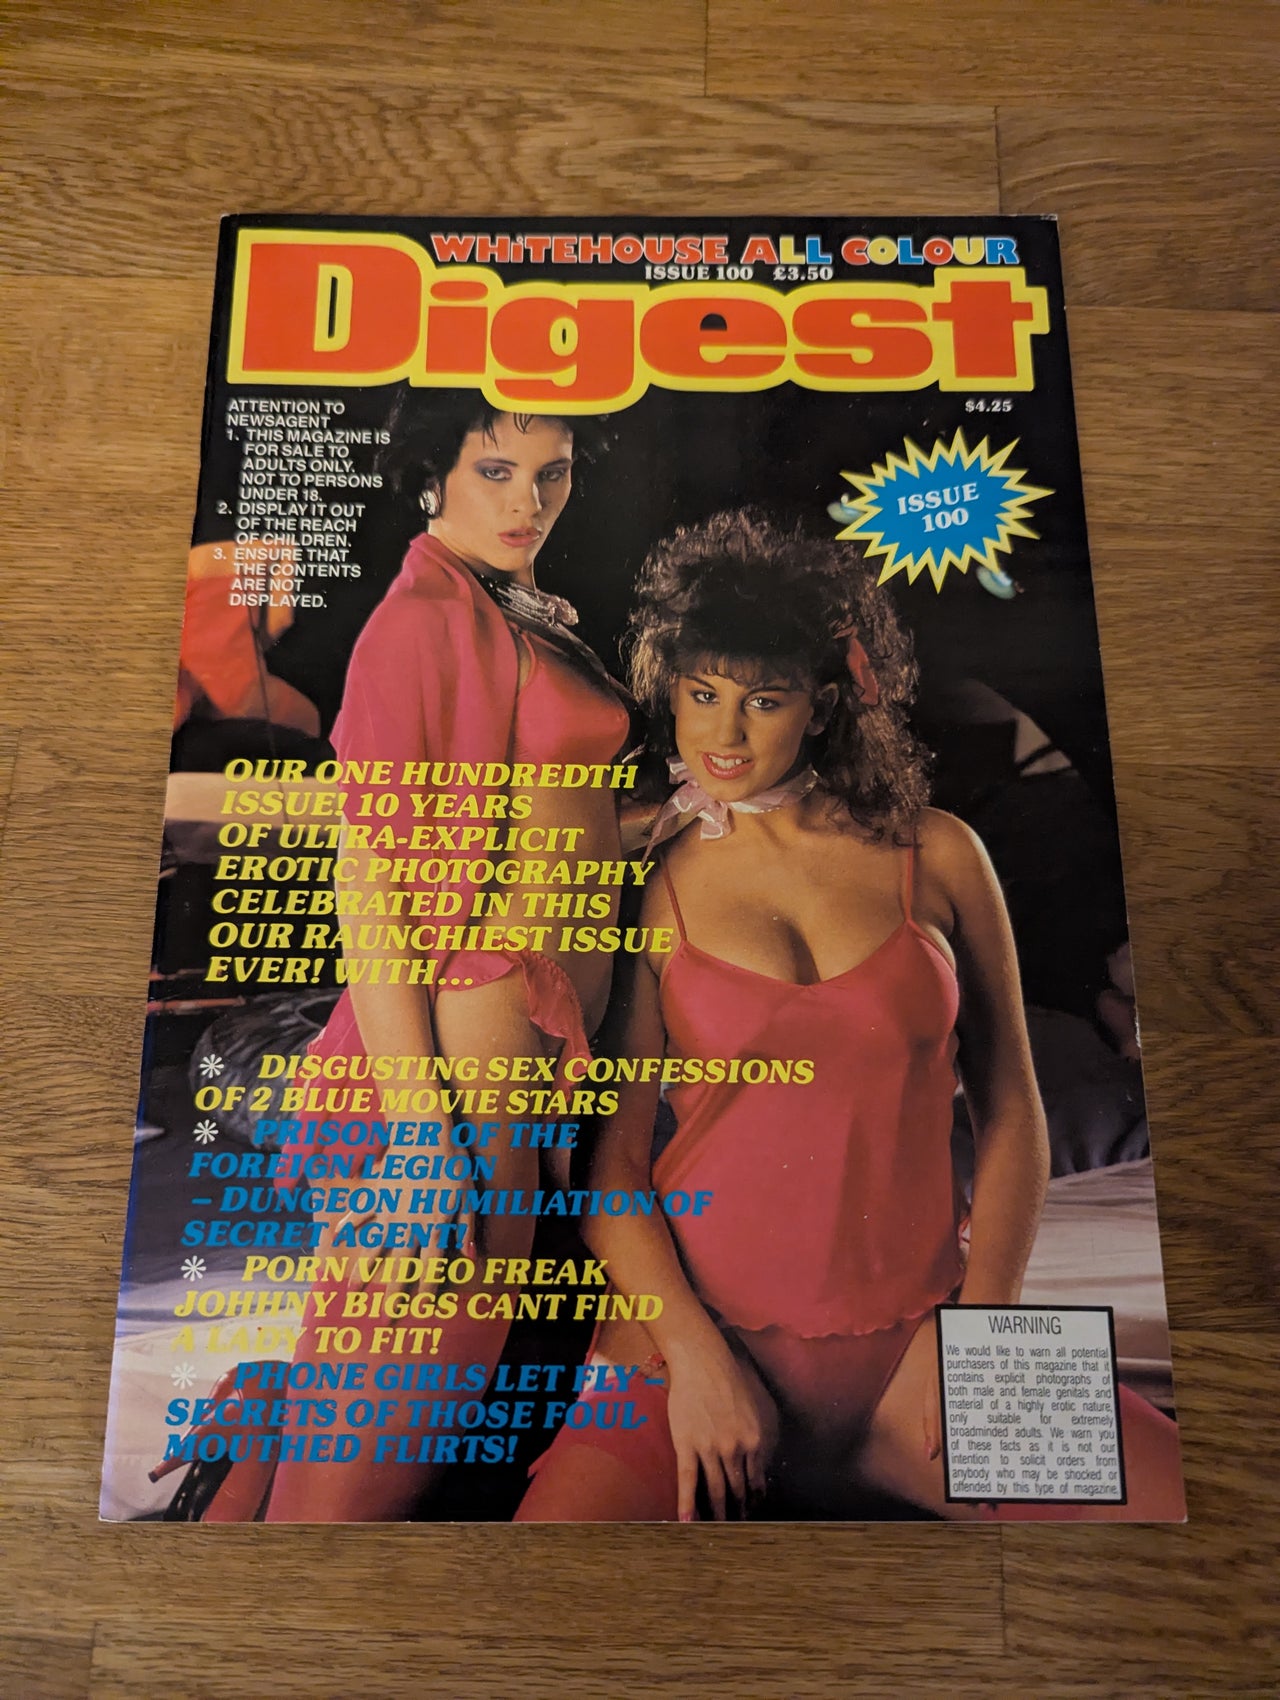 WHiTEHOUSE ALL COLOUR
ISSUE 100 £3.50
Digest
$4.25
ATTENTION TO
NEWSAGENT
1. THIS MAGAZINE IS
FOR SALE TO
ADULTS ONLY.
NOT TO PERSONS
UNDER 18.
2. DISPLAY IT OUT
OF THE REACH
OF CHILDREN.
3. ENSURE THAT
THE CONTENTS
ARE NOT
DISPLAYED.
ISSUE
100
OUR ONE HUNDREDTH
ISSUE! 10 YEARS
OF ULTRA-EXPLICIT
EROTIC PHOTOGRAPHY
CELEBRATED IN THIS
OUR RAUNCHIEST ISSUE
EVER! WITH...
* DISGUSTING SEX CONFESSIONS
OF 2 BLUE MOVIE STARS
* PRISONER OF THE
FOREIGN LEGION
– DUNGEON HUMILIATION OF
SECRET AGENT!
* PORN VIDEO FREAK
JOHHNY BIGGS CANT FIND
A LADY TO FIT!
* PHONE GIRLS LET FLY –
SECRETS OF THOSE FOUL-
MOUTHED FLIRTS!
WARNING
We would like to warn all potential
purchasers of this magazine that it
contains explicit photographs of
both male and female genitals and
material of a highly erotic nature,
only suitable for extremely
broadminded adults. We warn you
of these facts as it is not our
intention to solicit orders from
anybody who may be shocked or
offended by this type of magazine.